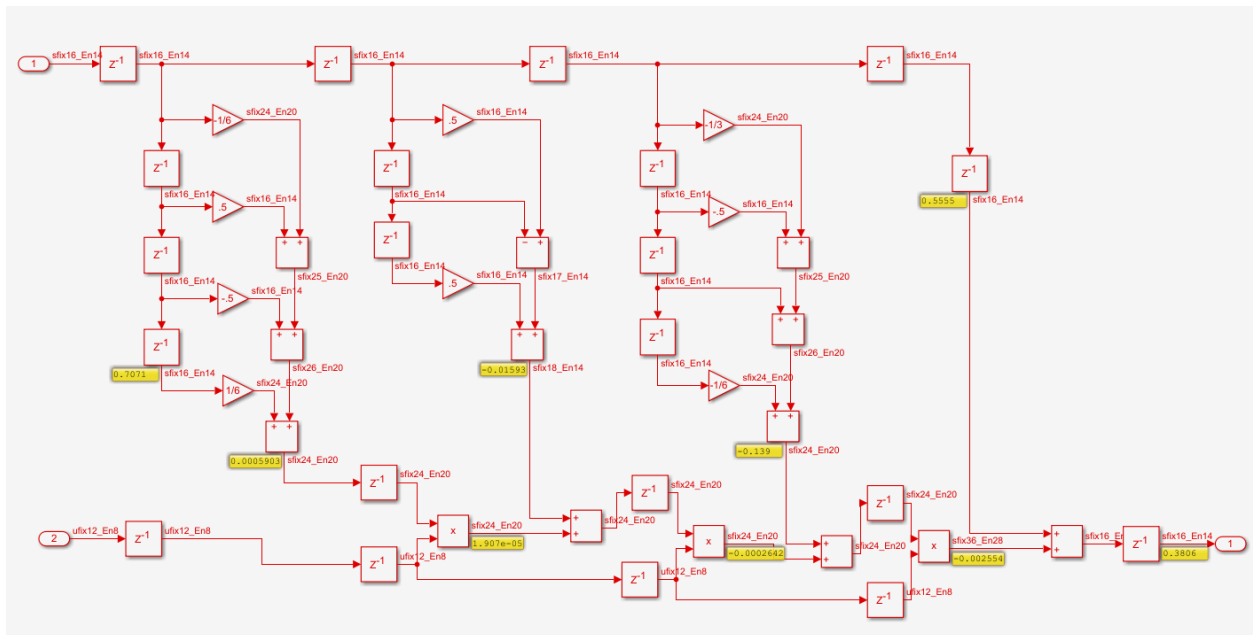 1 sfix16_En14 Z-1 sfix16_En14 Z-1 sfix16_En14 Z-1 sfix16_En14 Z-1 sfix16_En14
-1/6 sfix24_En20 .5 sfix16_En14 -1/3 sfix24_En20
Z-1 Z-1 Z-1 Z-1
sfix16_En14 .5 sfix16_En14 sfix16_En14 sfix16_En14 -.5 sfix16_En14 0.5555 sfix16_En14
Z-1 + + Z-1 - + Z-1 + +
sfix25_En20 sfix16_En14 .5 sfix16_En14 sfix17_En14 sfix25_En20
sfix16_En14 -.5 sfix16_En14 sfix16_En14
Z-1 + + + + Z-1 + +
0.7071 sfix16_En14 sfix26_En20 -0.01593 sfix18_En14 sfix16_En14 sfix26_En20
1/6 sfix24_En20 -1/6 sfix24_En20
+ + + +
0.0005903 sfix24_En20 -0.139 sfix24_En20
Z-1 sfix24_En20 Z-1 sfix24_En20 Z-1 sfix24_En20
2 ufix12_En8 Z-1 ufix12_En8 x sfix24_En20 + + sfix24_En20 x sfix24_En20 + + sfix24_En20 x sfix36_En28 + + Z-1 sfix16_En14 1
1.907e-05 -0.0002642 -0.002554 0.3806
Z-1 ufix12_En8 Z-1 ufix12_En8 Z-1 ufix12_En8